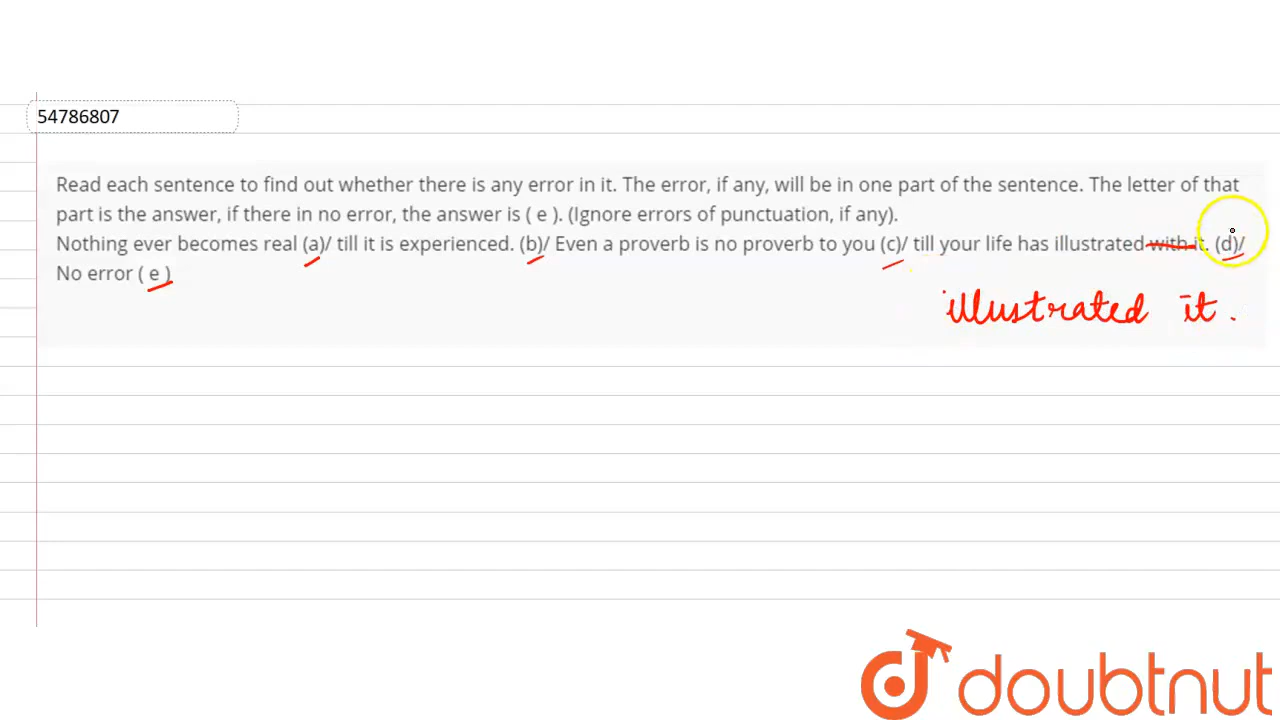 54786807
Read each sentence to find out whether there is any error in it. The error, if any, will be in one part of the sentence. The letter of that
part is the answer, if there in no error, the answer is ( e ). (Ignore errors of punctuation, if any).
Nothing ever becomes real (a)/ till it is experienced. (b)/ Even a proverb is no proverb to you (c)/ till your life has illustrated with it. (d)/
No error ( e )
illustrated it.
doubtnut